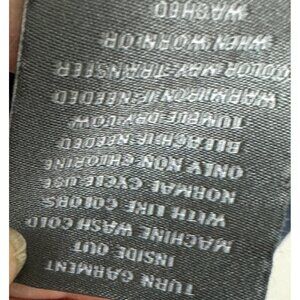 TURN GARMENT
INSIDE OUT
MACHINE WASH COLD
WITH LIKE COLORS
NORMAL CYCLE USE
ONLY NON-CHLORINE
BLEACH IF NEEDED
TUMBLE DRY LOW
WARM IRON IF NEEDED
COLOR MAY TRANSFER
WHEN WORN OR
WASHED